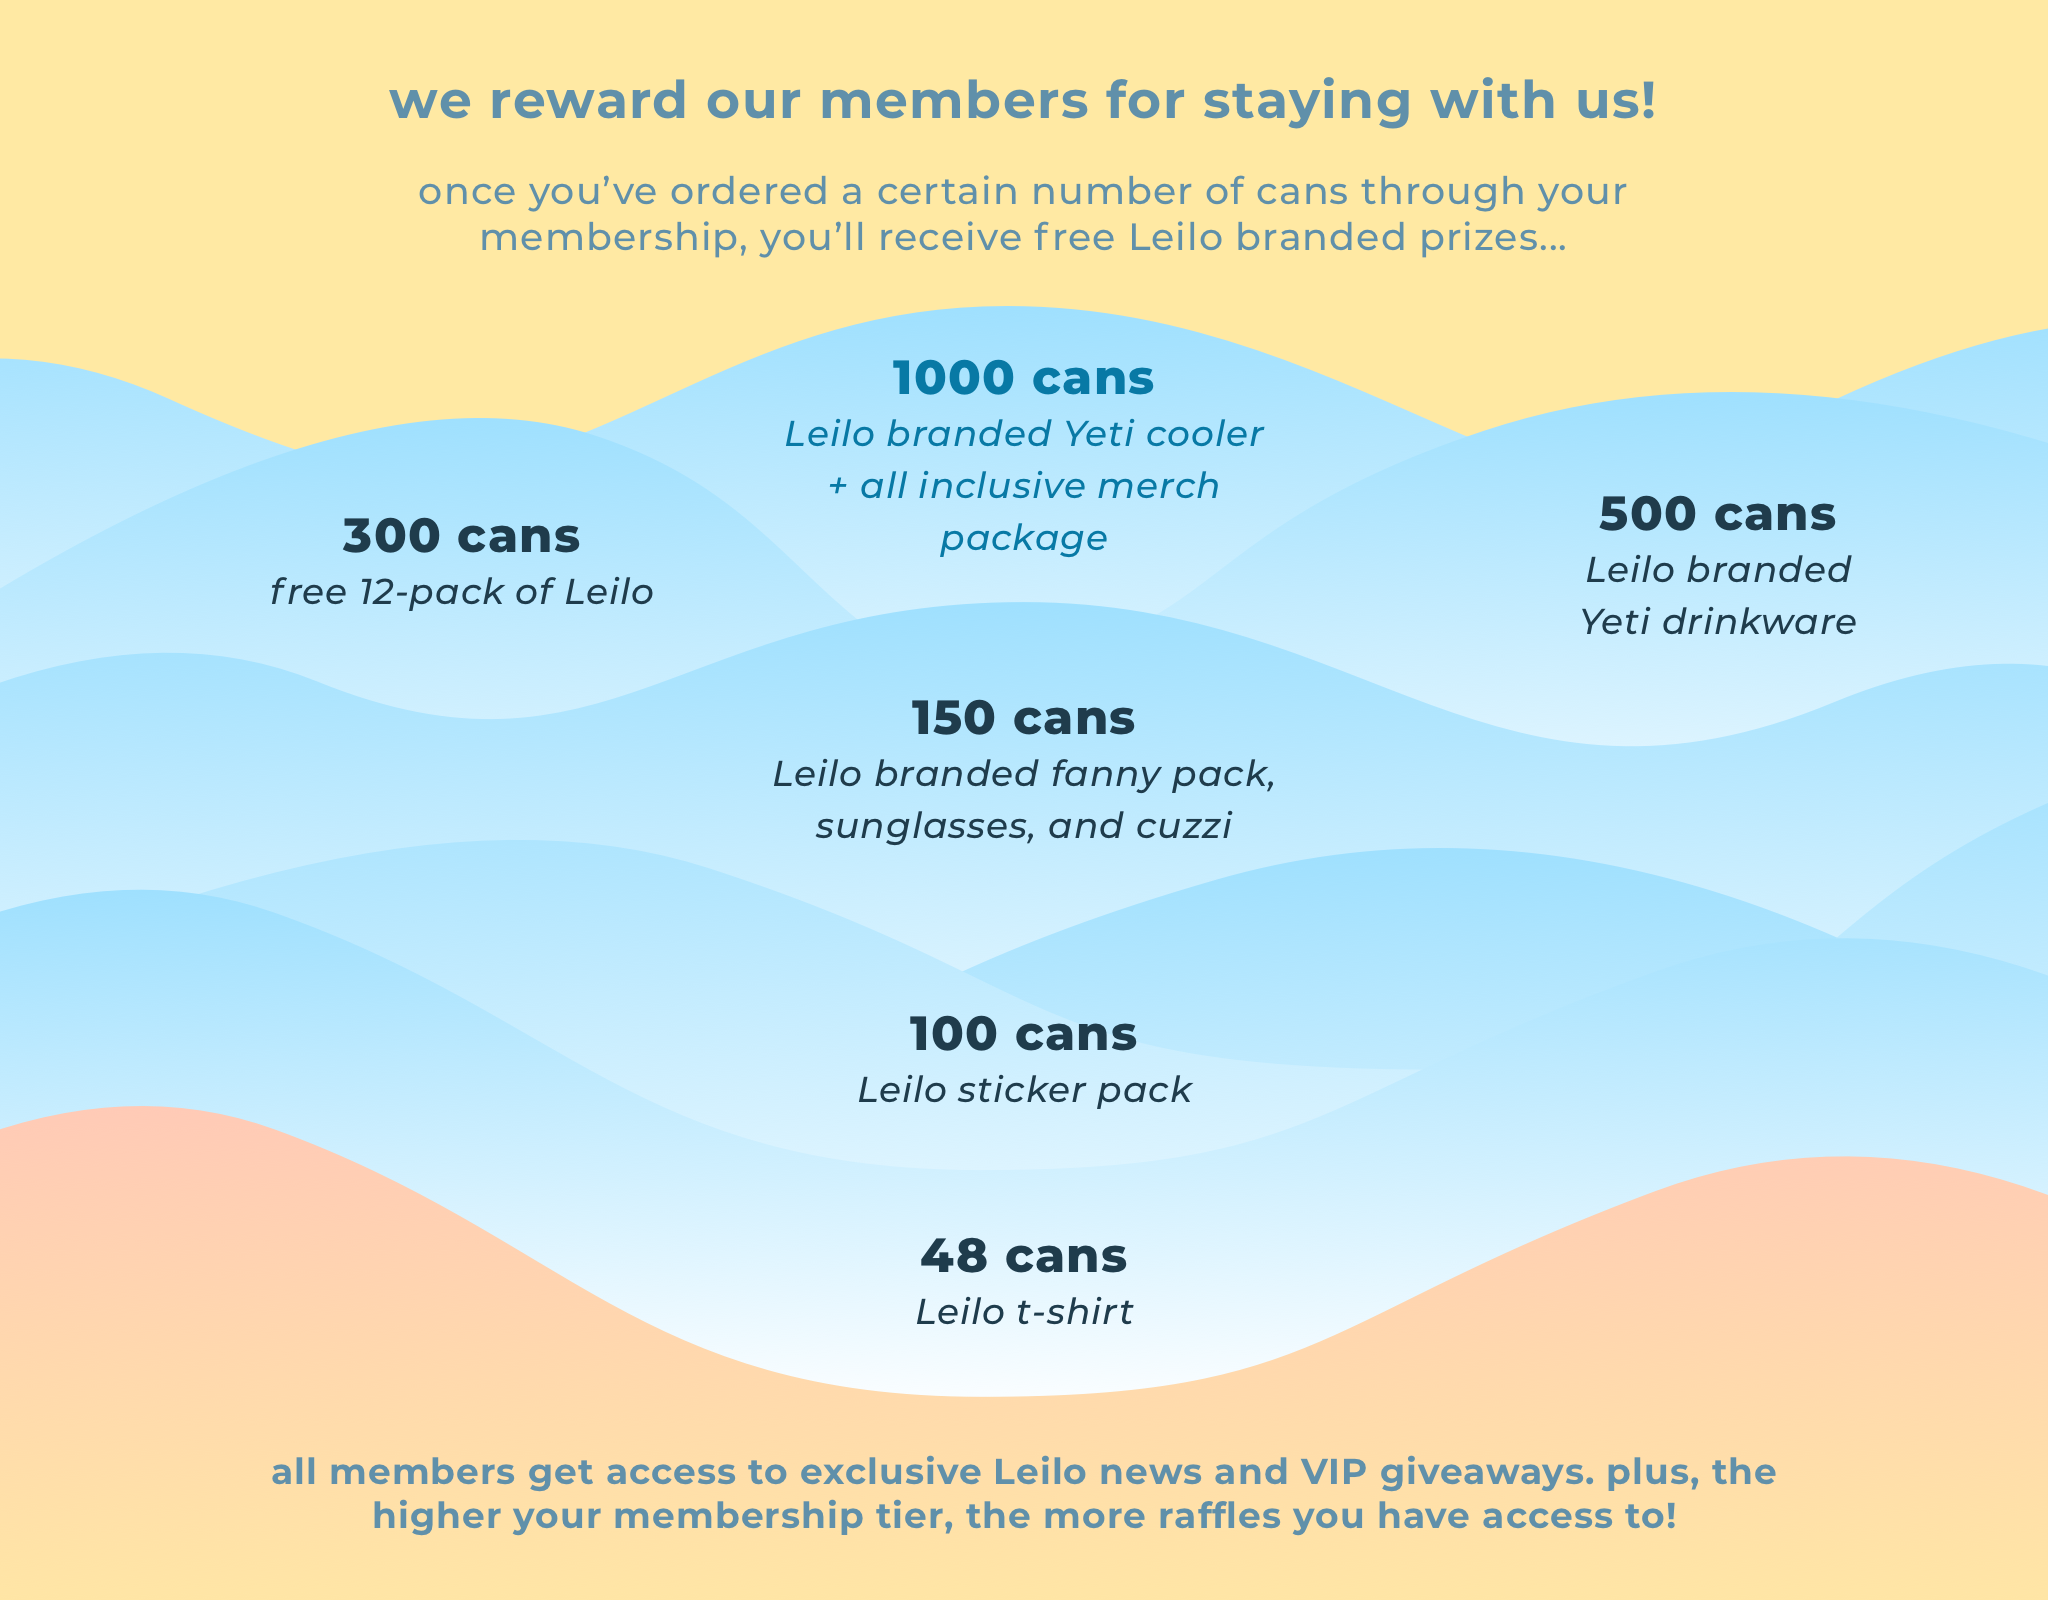 we reward our members for staying with us!
once you’ve ordered a certain number of cans through your
membership, you’ll receive free Leilo branded prizes...
1000 cans
Leilo branded Yeti cooler
+ all inclusive merch
package
300 cans
free 12-pack of Leilo
500 cans
Leilo branded
Yeti drinkware
150 cans
Leilo branded fanny pack,
sunglasses, and cuzzi
100 cans
Leilo sticker pack
48 cans
Leilo t-shirt
all members get access to exclusive Leilo news and VIP giveaways. plus, the
higher your membership tier, the more raffles you have access to!